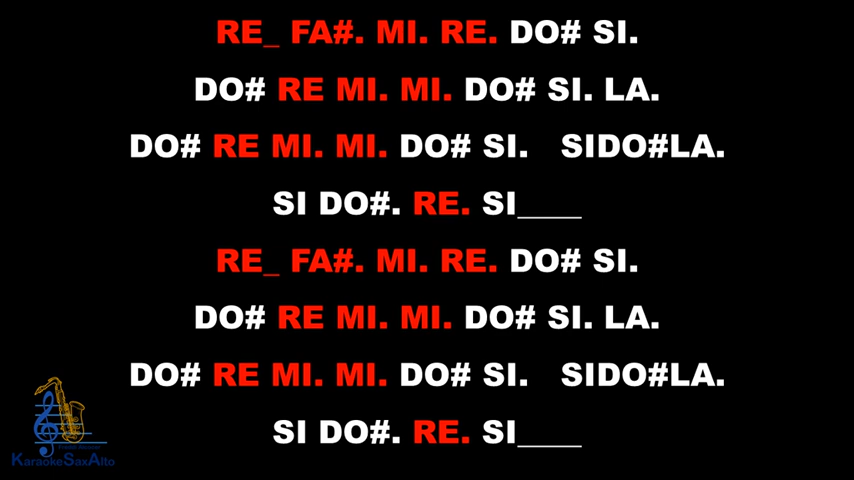 RE_ FA#. MI. RE. DO# SI.
DO# RE MI. MI. DO# SI. LA.
DO# RE MI. MI. DO# SI. SIDO#LA.
SI DO#. RE. SI____
RE_ FA#. MI. RE. DO# SI.
DO# RE MI. MI. DO# SI. LA.
DO# RE MI. MI. DO# SI. SIDO#LA.
SI DO#. RE. SI____
KaraokeSaxAlto